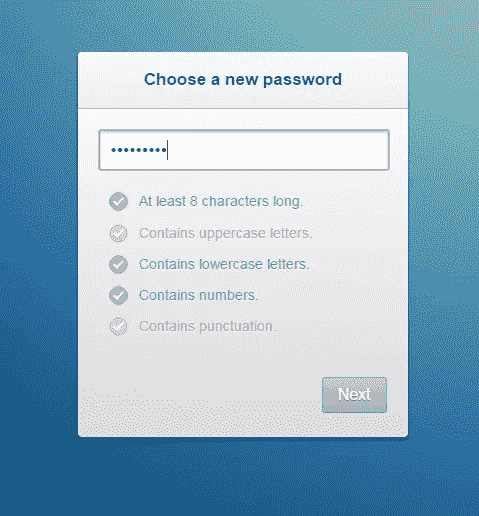 Choose a new password
•••••••••
At least 8 characters long.
Contains uppercase letters.
Contains lowercase letters.
Contains numbers.
Contains punctuation.
Next